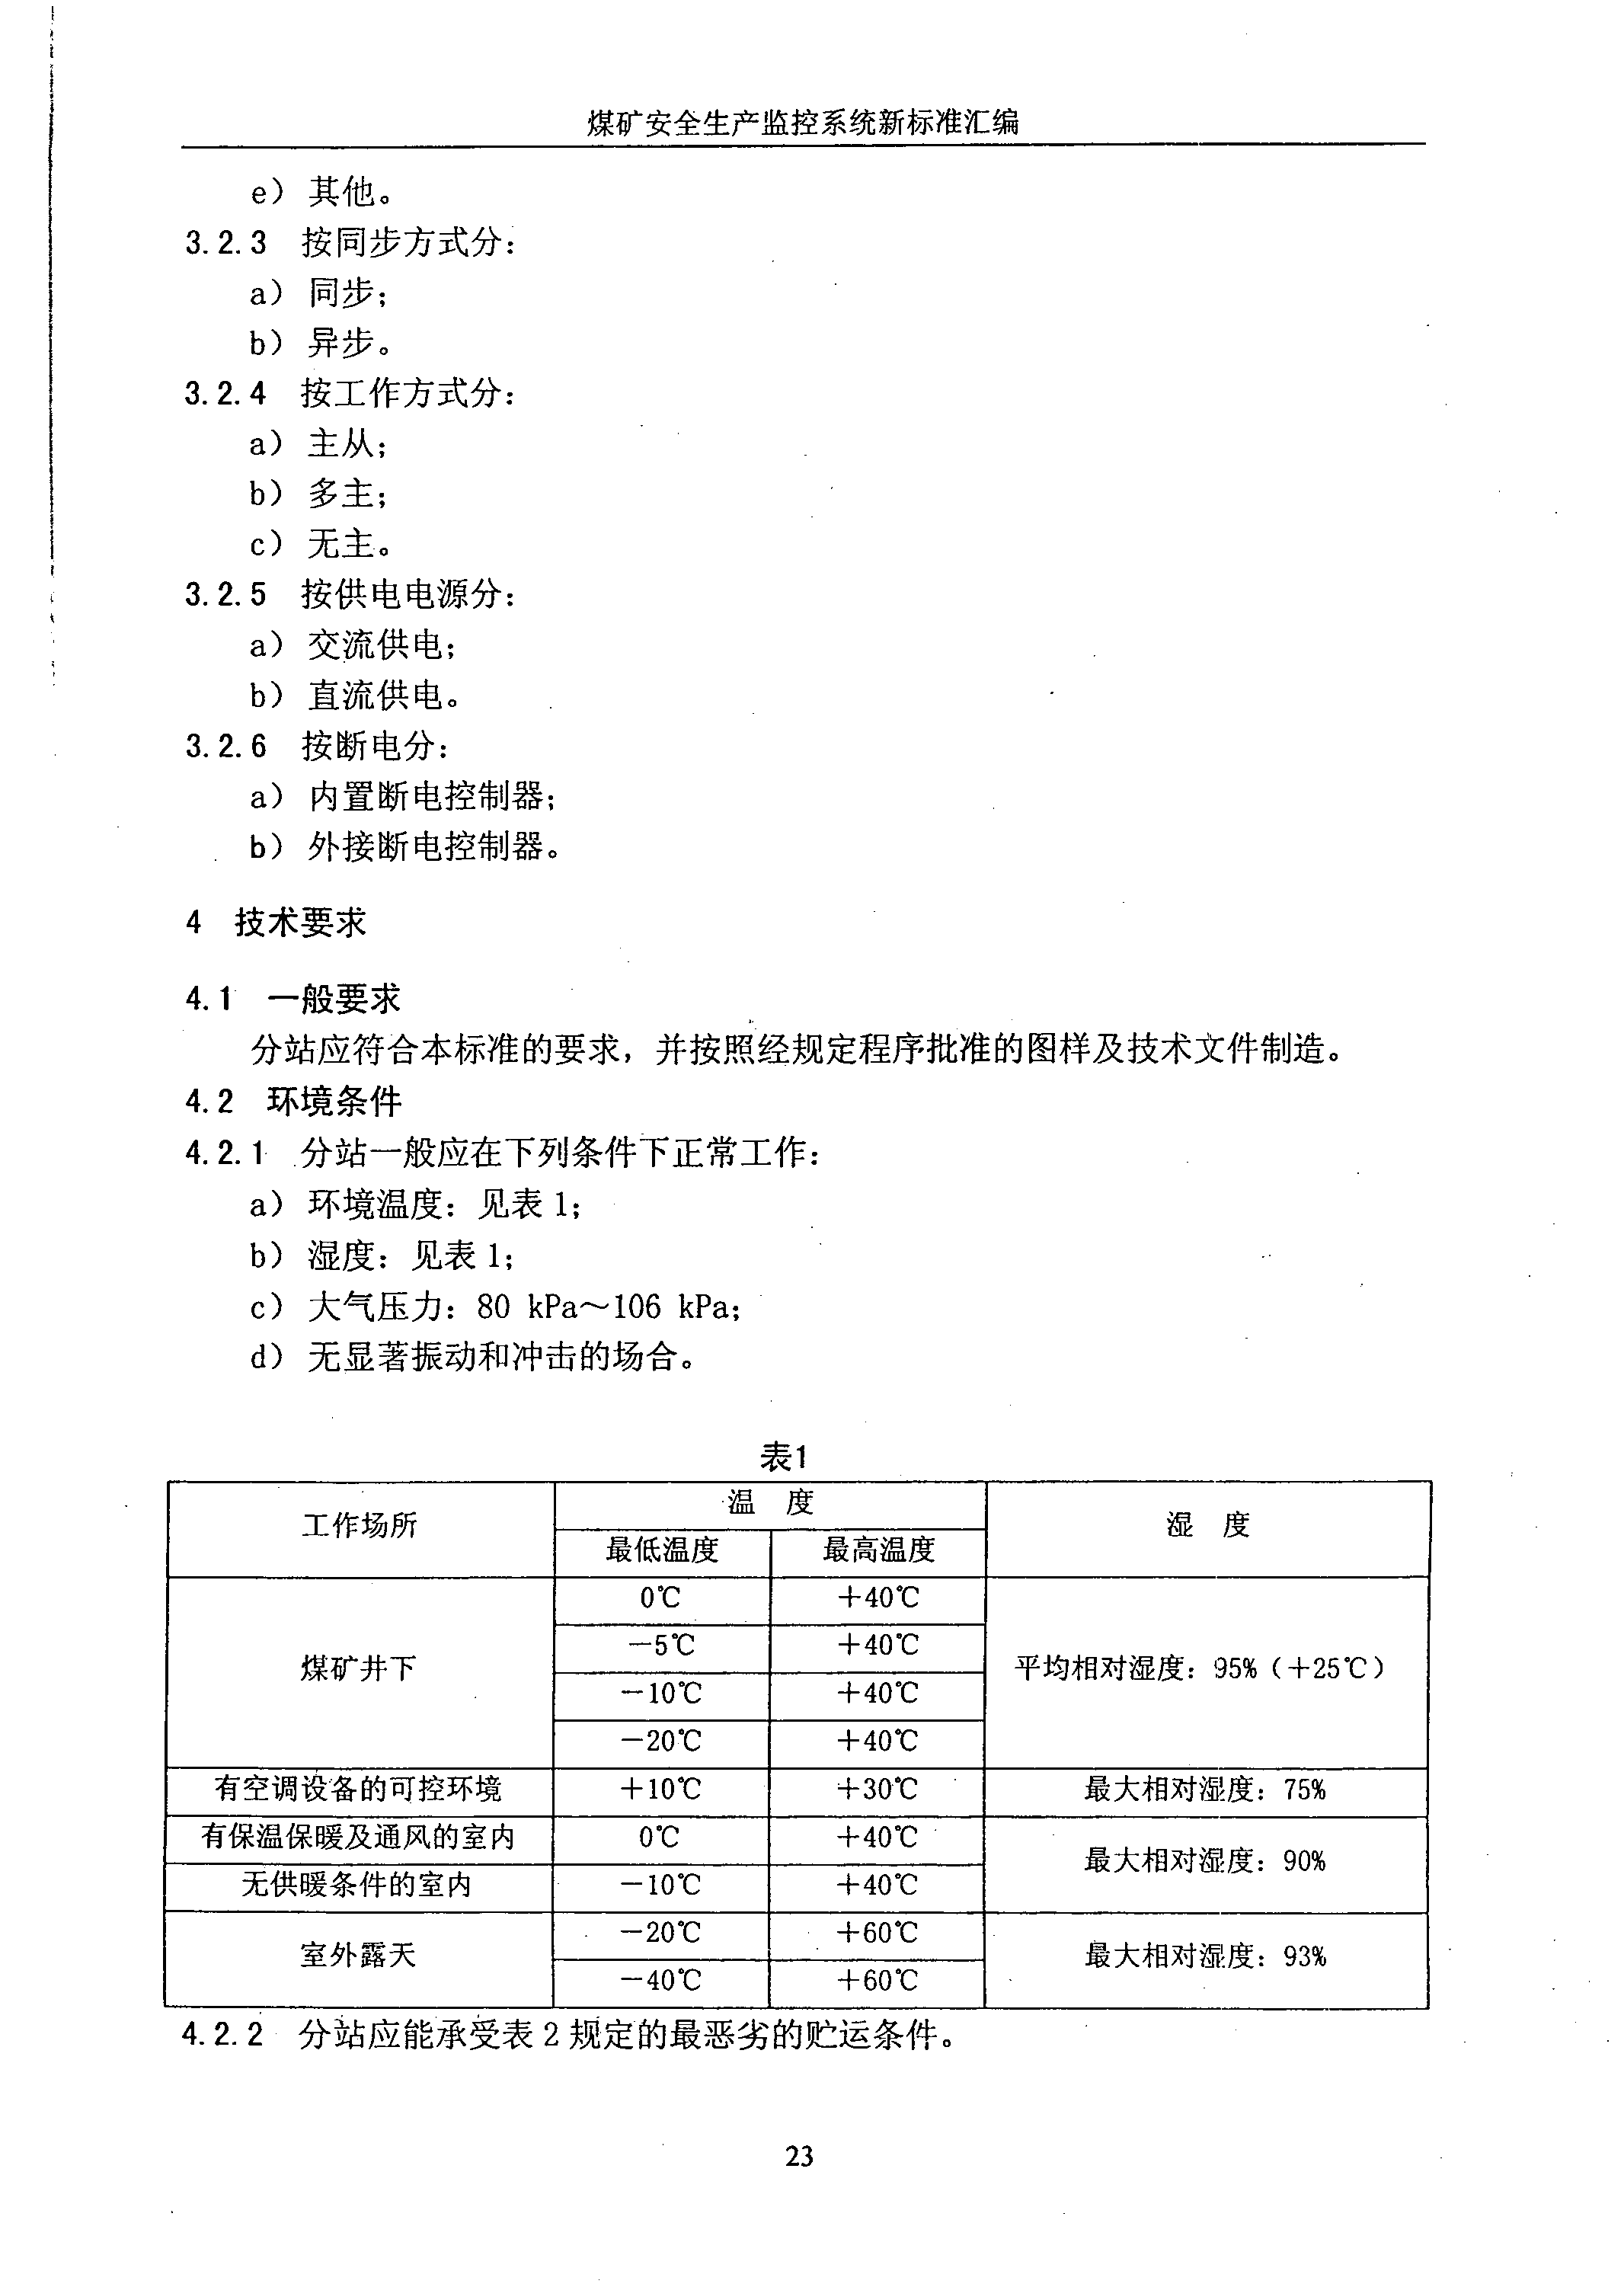 煤矿安全生产监控系统新标准汇编
e) 其他。
3.2.3 按同步方式分：
a) 同步；
b) 异步。
3.2.4 按工作方式分：
a) 主从；
b) 多主；
c) 无主。
3.2.5 按供电电源分：
a) 交流供电；
b) 直流供电。
3.2.6 按断电分：
a) 内置断电控制器；
b) 外接断电控制器。
4 技术要求
4.1 一般要求
分站应符合本标准的要求，并按照经规定程序批准的图样及技术文件制造。
4.2 环境条件
4.2.1 分站一般应在下列条件下正常工作：
a) 环境温度：见表 1；
b) 湿度：见表 1；
c) 大气压力：80 kPa～106 kPa；
d) 无显著振动和冲击的场合。
表1
工作场所 温 度 湿 度
最低温度 最高温度
煤矿井下 0℃ ＋40℃ 平均相对湿度：95%（＋25℃）
－5℃ ＋40℃
－10℃ ＋40℃
－20℃ ＋40℃
有空调设备的可控环境 ＋10℃ ＋30℃ 最大相对湿度：75%
有保温保暖及通风的室内 0℃ ＋40℃ 最大相对湿度：90%
无供暖条件的室内 －10℃ ＋40℃
室外露天 －20℃ ＋60℃ 最大相对湿度：93%
－40℃ ＋60℃
4.2.2 分站应能承受表 2 规定的最恶劣的贮运条件。
23